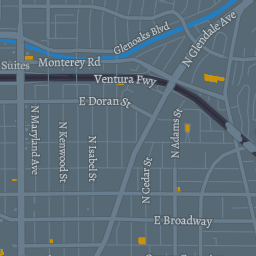 Glenoaks Blvd
N Glendale Ave
Suites
Monterey Rd
Ventura Fwy
E Doran St
N Maryland Ave
N Kenwood St
N Isabel St
N Adams St
N Cedar St
E Broadway